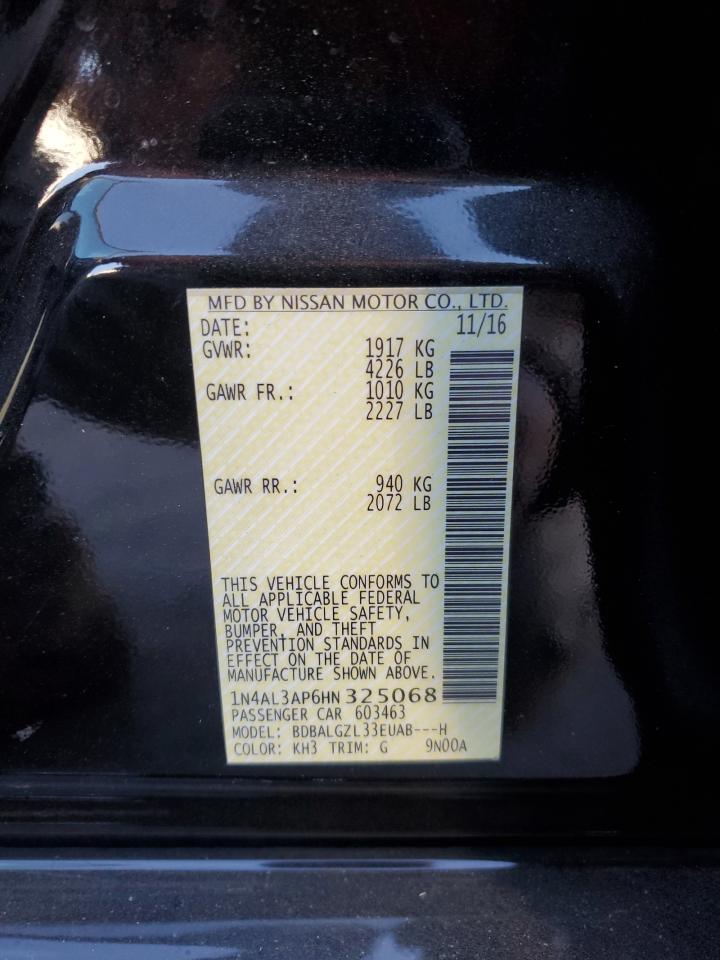 MFD BY NISSAN MOTOR CO., LTD.
DATE: 11/16
GVWR: 1917 KG
4226 LB
GAWR FR.: 1010 KG
2227 LB
GAWR RR.: 940 KG
2072 LB
THIS VEHICLE CONFORMS TO
ALL APPLICABLE FEDERAL
MOTOR VEHICLE SAFETY,
BUMPER, AND THEFT
PREVENTION STANDARDS IN
EFFECT ON THE DATE OF
MANUFACTURE SHOWN ABOVE.
1N4AL3AP6HN 325068
PASSENGER CAR 603463
MODEL: BDBALGZL33EUAB---H
COLOR: KH3 TRIM: G 9N00A